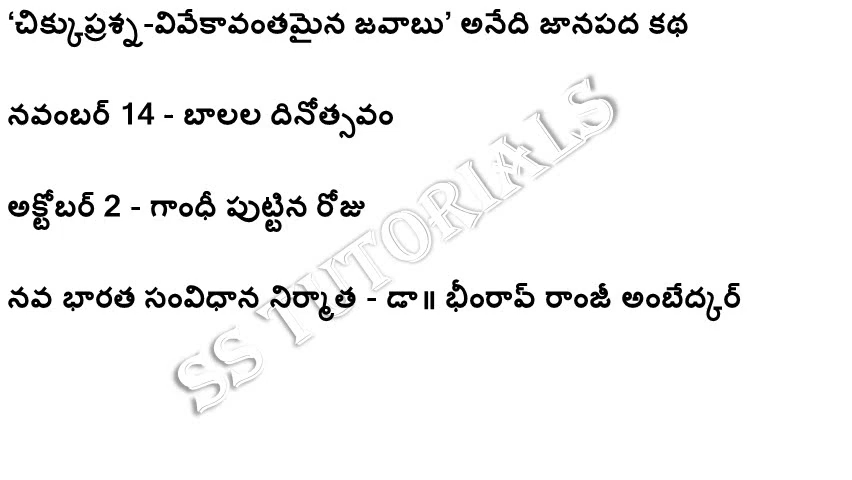 ‘చిక్కుప్రశ్న-వివేకావంతమైన జవాబు’ అనేది జానపద కథ
నవంబర్ 14 - బాలల దినోత్సవం
అక్టోబర్ 2 - గాంధీ పుట్టిన రోజు
నవ భారత సంవిధాన నిర్మాత - డా॥ భీంరావ్ రాంజీ అంబేద్కర్
SS TUTORIALS